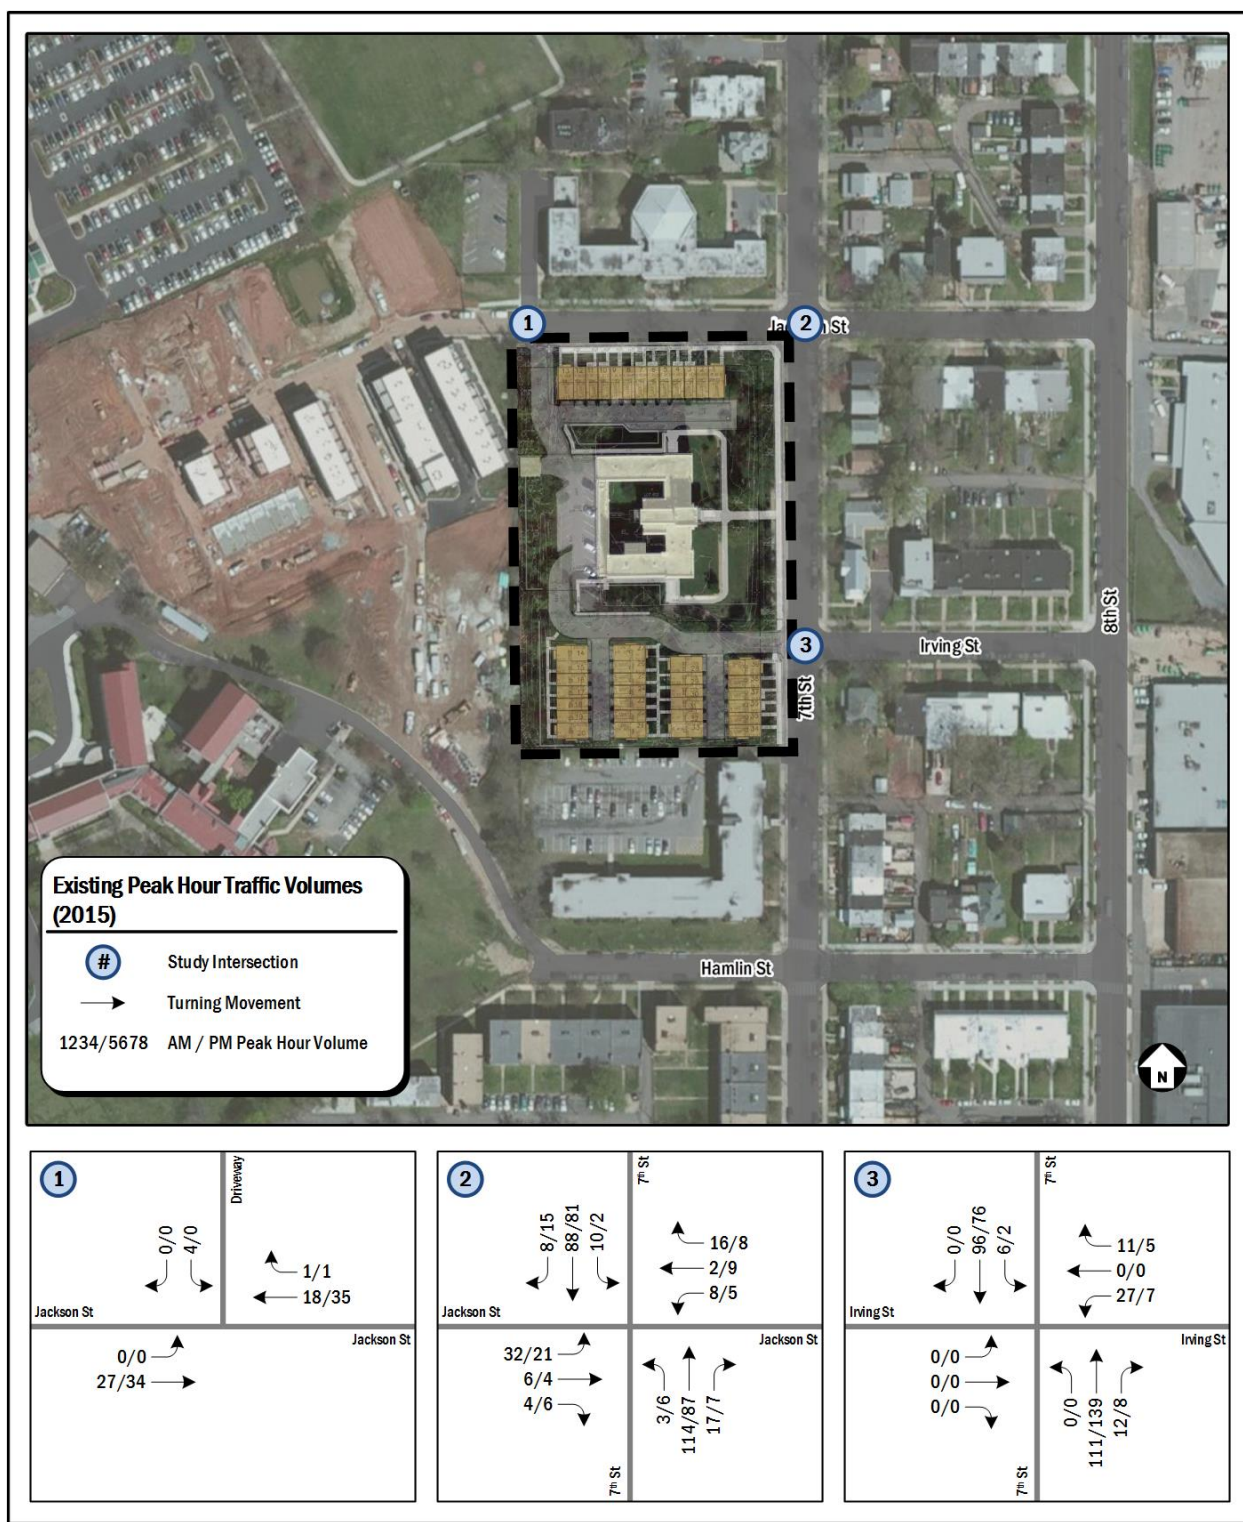 1
2
Jackson St
3
Irving St
8th St
7th St
Hamlin St
N
Existing Peak Hour Traffic Volumes
(2015)
# Study Intersection
Turning Movement
1234/5678 AM / PM Peak Hour Volume
1
Driveway
0/0
4/0
1/1
18/35
Jackson St
Jackson St
0/0
27/34
2
7th St
8/15
88/81
10/2
16/8
2/9
8/5
Jackson St
Jackson St
32/21
6/4
4/6
3/6
114/87
17/7
7th St
3
7th St
0/0
96/76
6/2
11/5
0/0
27/7
Irving St
Irving St
0/0
0/0
0/0
0/0
111/139
12/8
7th St